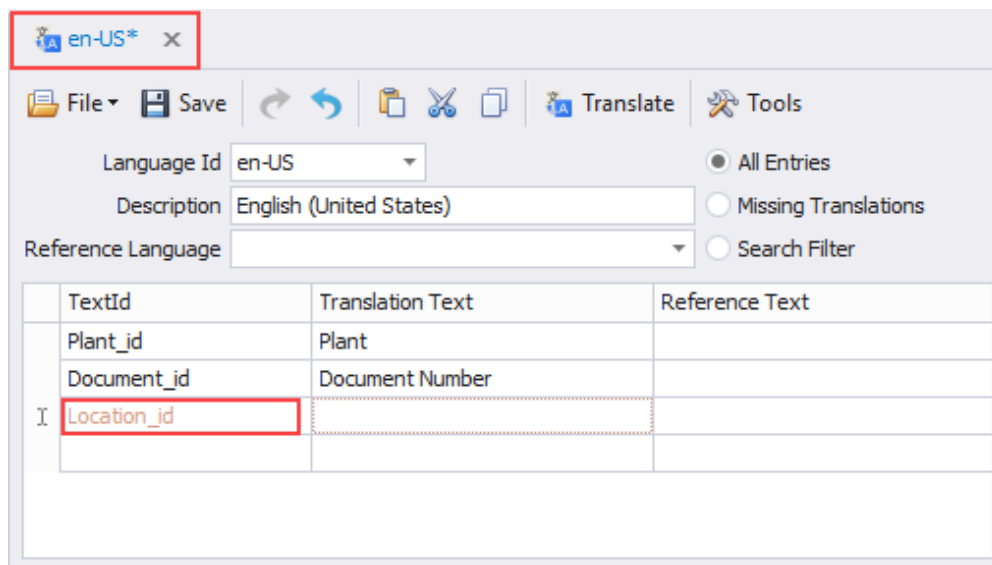 en-US*
File Save Translate Tools
Language Id en-US All Entries
Description English (United States) Missing Translations
Reference Language Search Filter
TextId Translation Text Reference Text
Plant_id Plant
Document_id Document Number
Location_id